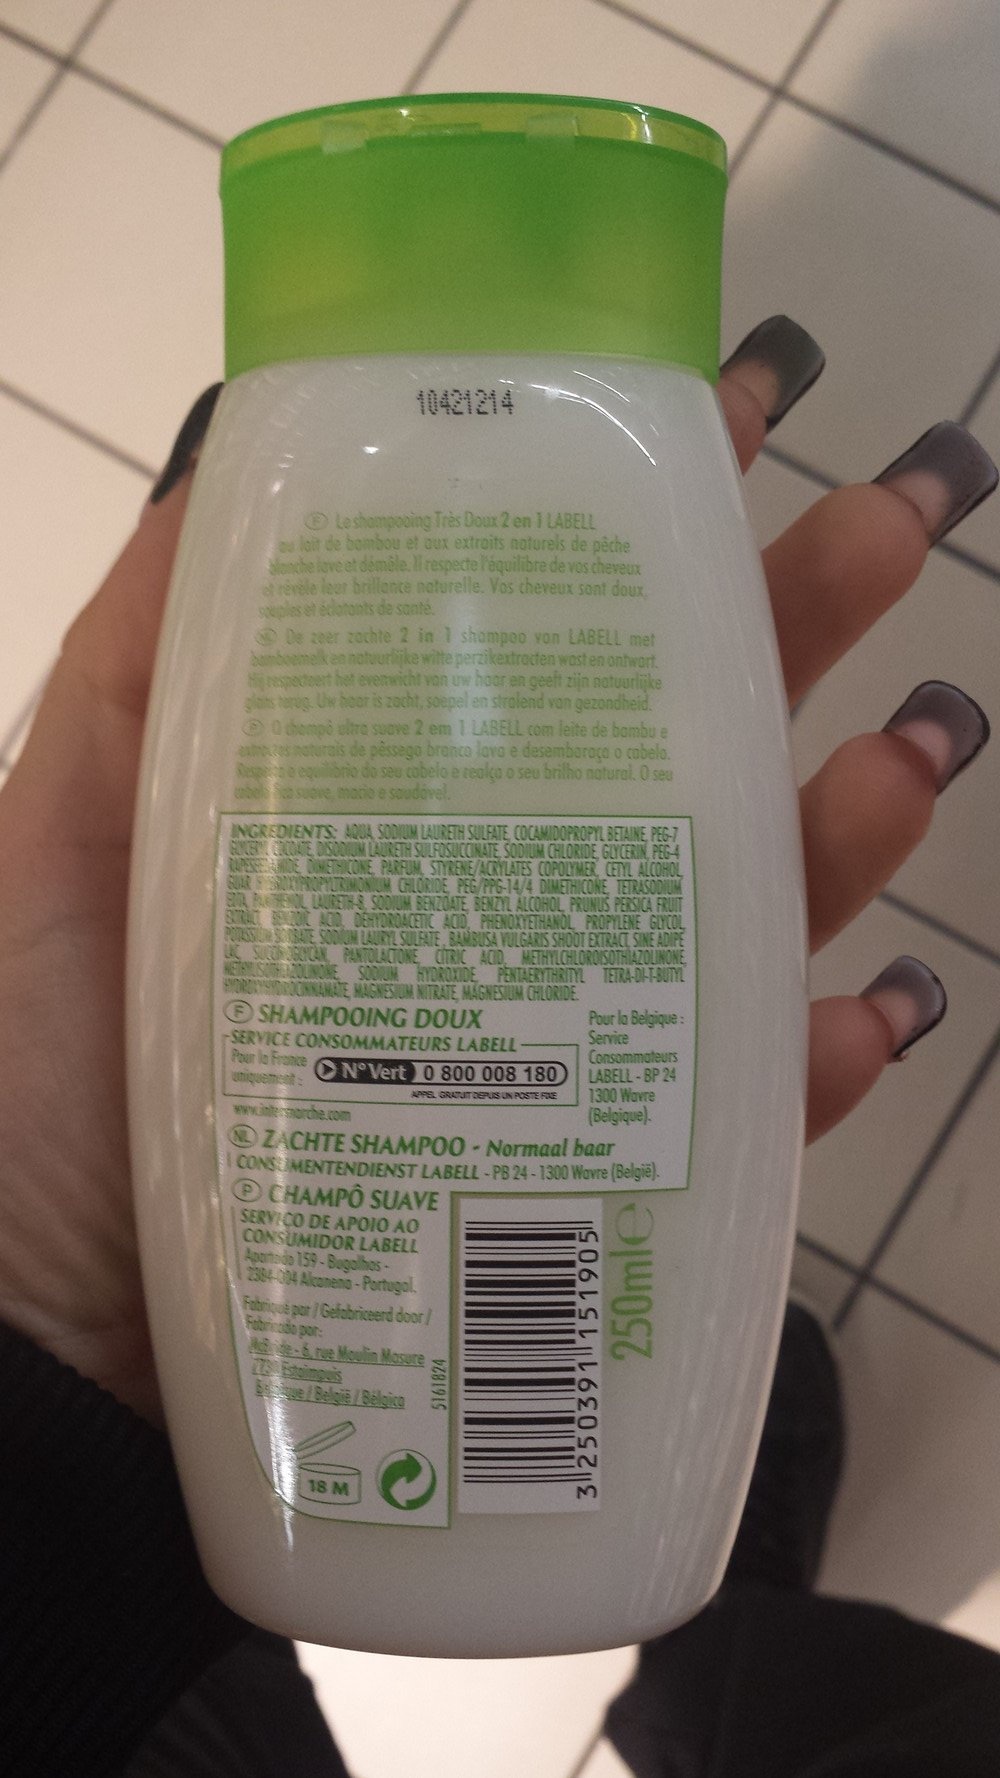 10421214
F Le shampooing Très Doux 2 en 1 LABELL
au lait de bambou et aux extraits naturels de pêche
blanche lave et démêle. Il respecte l'équilibre de vos cheveux
et révèle leur brillance naturelle. Vos cheveux sont doux,
souples et éclatants de santé.
NL De zeer zachte 2 in 1 shampoo van LABELL met
bamboemelk en natuurlijke witte perzikextracten wast en ontwart.
Hij respecteert het evenwicht van uw haar en geeft zijn natuurlijke
glans terug. Uw haar is zacht, soepel en stralend van gezondheid.
P O champô ultra suave 2 em 1 LABELL com leite de bambu e
extractos naturais de pêssego branco lava e desembaraça o cabelo.
Respeita o equilíbrio do seu cabelo e realça o seu brilho natural. O seu
cabelo fica suave, macio e saudável.
INGREDIENTS: AQUA, SODIUM LAURETH SULFATE, COCAMIDOPROPYL BETAINE, PEG-7
GLYCERYL COCOATE, DISODIUM LAURETH SULFOSUCCINATE, SODIUM CHLORIDE, GLYCERIN, PEG-4
RAPESEEDAMIDE, DIMETHICONE, PARFUM, STYRENE/ACRYLATES COPOLYMER, CETYL ALCOHOL,
GUAR HYDROXYPROPYLTRIMONIUM CHLORIDE, PEG/PPG-14/4 DIMETHICONE, TETRASODIUM
EDTA, PANTHENOL, LAURETH-8, SODIUM BENZOATE, BENZYL ALCOHOL, PRUNUS PERSICA FRUIT
EXTRACT, BENZOIC ACID, DEHYDROACETIC ACID, PHENOXYETHANOL, PROPYLENE GLYCOL,
POTASSIUM SORBATE, SODIUM LAURYL SULFATE , BAMBUSA VULGARIS SHOOT EXTRACT, SINE ADIPE
LAC, SUCCINOGLYCAN, PANTOLACTONE, CITRIC ACID, METHYLCHLOROISOTHIAZOLINONE,
METHYLISOTHIAZOLINONE, SODIUM HYDROXIDE, PENTAERYTHRITYL TETRA-DI-T-BUTYL
HYDROXYHYDROCINNAMATE, MAGNESIUM NITRATE, MAGNESIUM CHLORIDE.
F SHAMPOOING DOUX
SERVICE CONSOMMATEURS LABELL
Pour la France
uniquement :
N° Vert 0 800 008 180
APPEL GRATUIT DEPUIS UN POSTE FIXE
www.intermarche.com
Pour la Belgique :
Service
Consommateurs
LABELL - BP 24
1300 Wavre
(Belgique).
NL ZACHTE SHAMPOO - Normaal baar
CONSUMENTENDIENST LABELL - PB 24 - 1300 Wavre (België).
P CHAMPÔ SUAVE
SERVIÇO DE APOIO AO
CONSUMIDOR LABELL
Apartado 159 - Bugalhos -
2384-004 Alcanena - Portugal.
Fabriqué par / Gefabriceerd door /
Fabricado por:
McBride - 6, rue Moulin Masure
7730 Estaimpuis
Belgique / België / Bélgica
5161824
18 M
3 250391 151905
250ml e